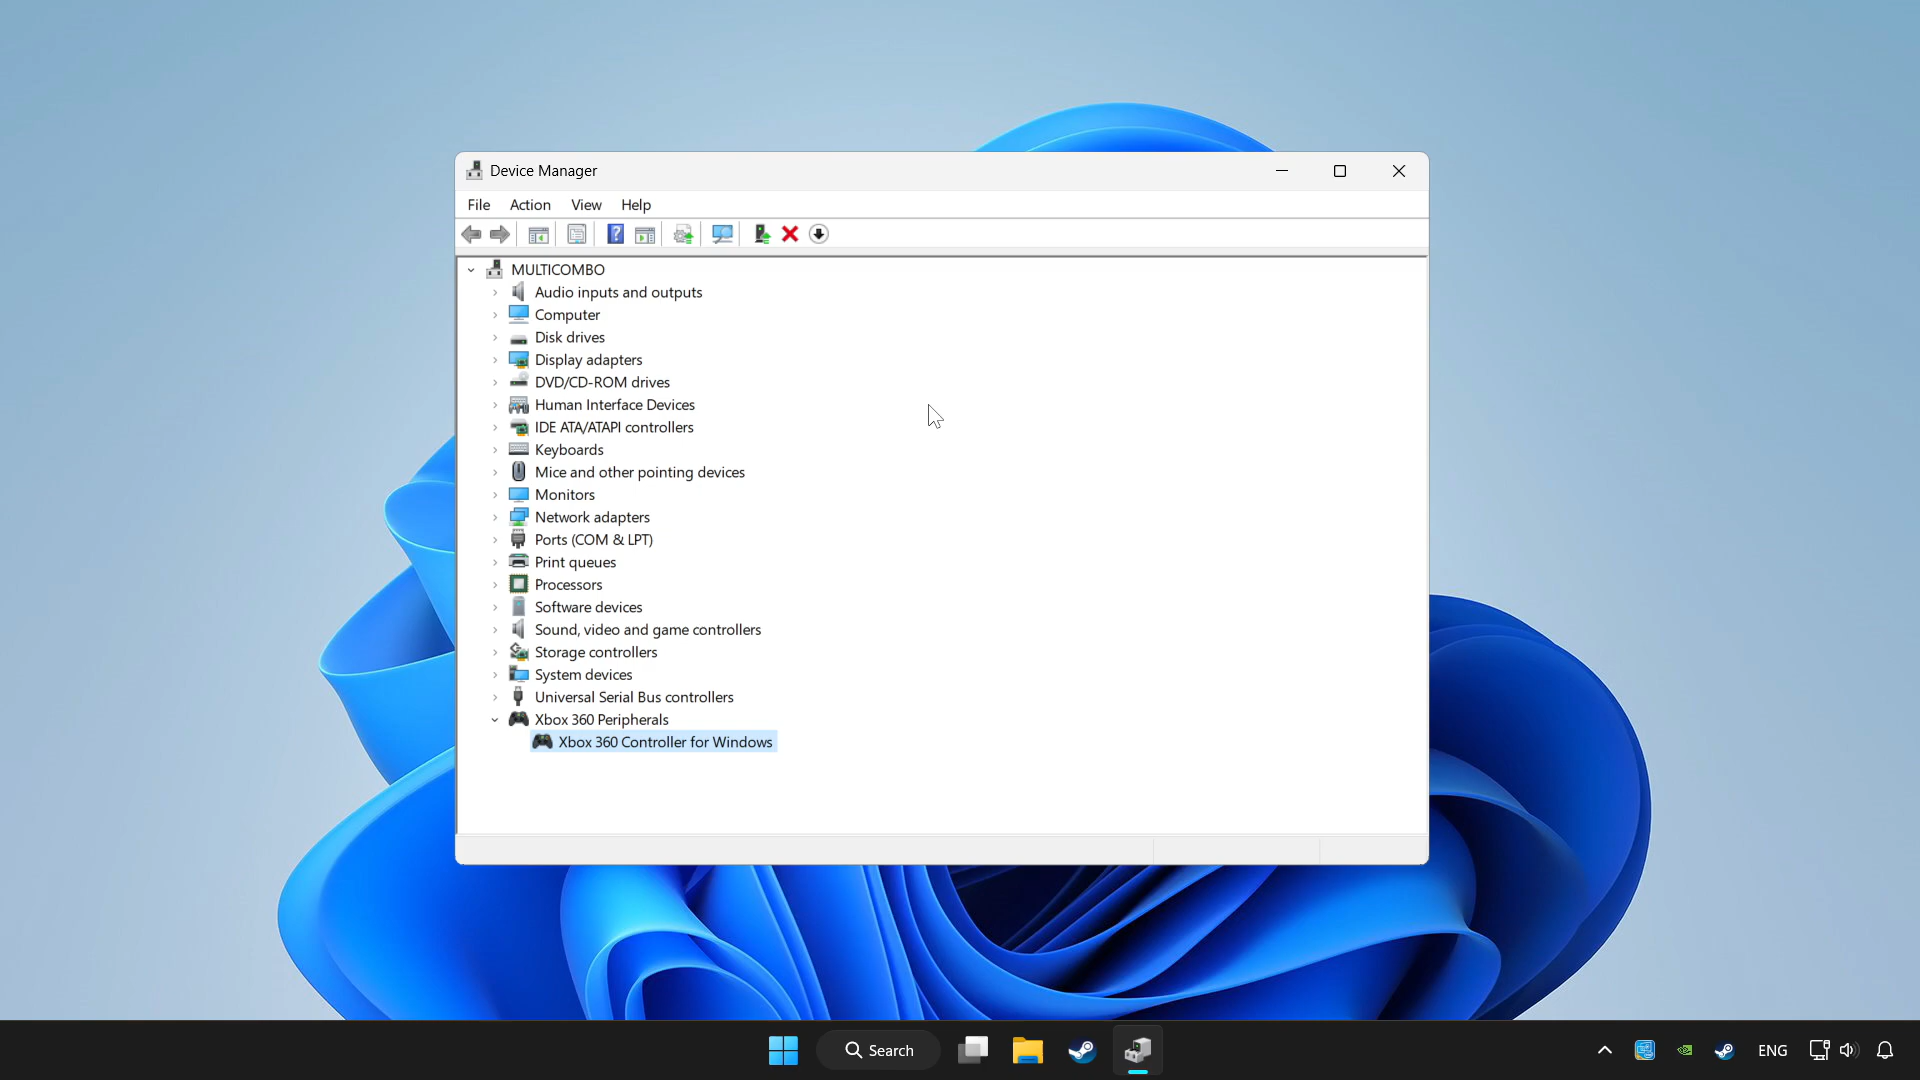 Device Manager
File Action View Help
MULTICOMBO
Audio inputs and outputs
Computer
Disk drives
Display adapters
DVD/CD-ROM drives
Human Interface Devices
IDE ATA/ATAPI controllers
Keyboards
Mice and other pointing devices
Monitors
Network adapters
Ports (COM & LPT)
Print queues
Processors
Software devices
Sound, video and game controllers
Storage controllers
System devices
Universal Serial Bus controllers
Xbox 360 Peripherals
Xbox 360 Controller for Windows
Search
ENG